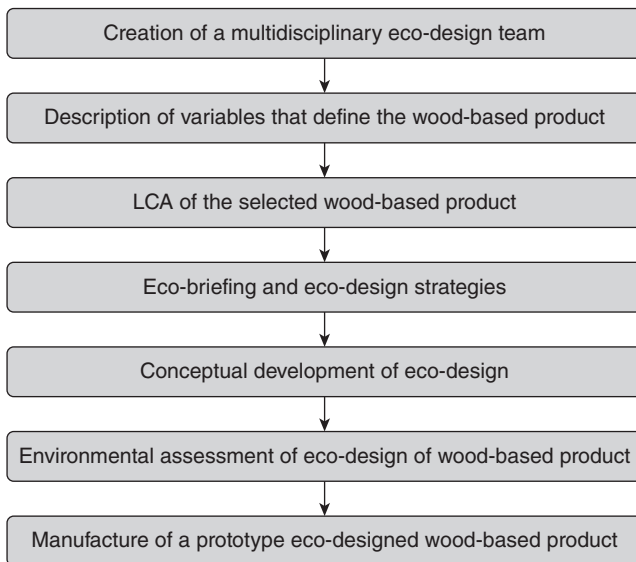 Creation of a multidisciplinary eco-design team
Description of variables that define the wood-based product
LCA of the selected wood-based product
Eco-briefing and eco-design strategies
Conceptual development of eco-design
Environmental assessment of eco-design of wood-based product
Manufacture of a prototype eco-designed wood-based product